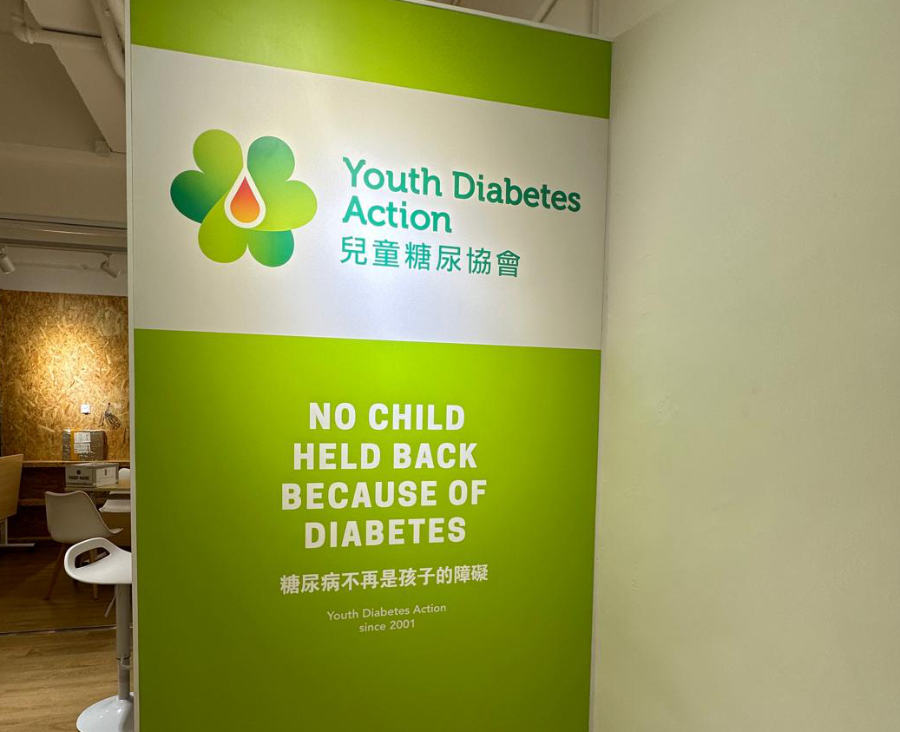 Youth Diabetes
Action
兒童糖尿協會
NO CHILD
HELD BACK
BECAUSE OF
DIABETES
糖尿病不再是孩子的障礙
Youth Diabetes Action
since 2001